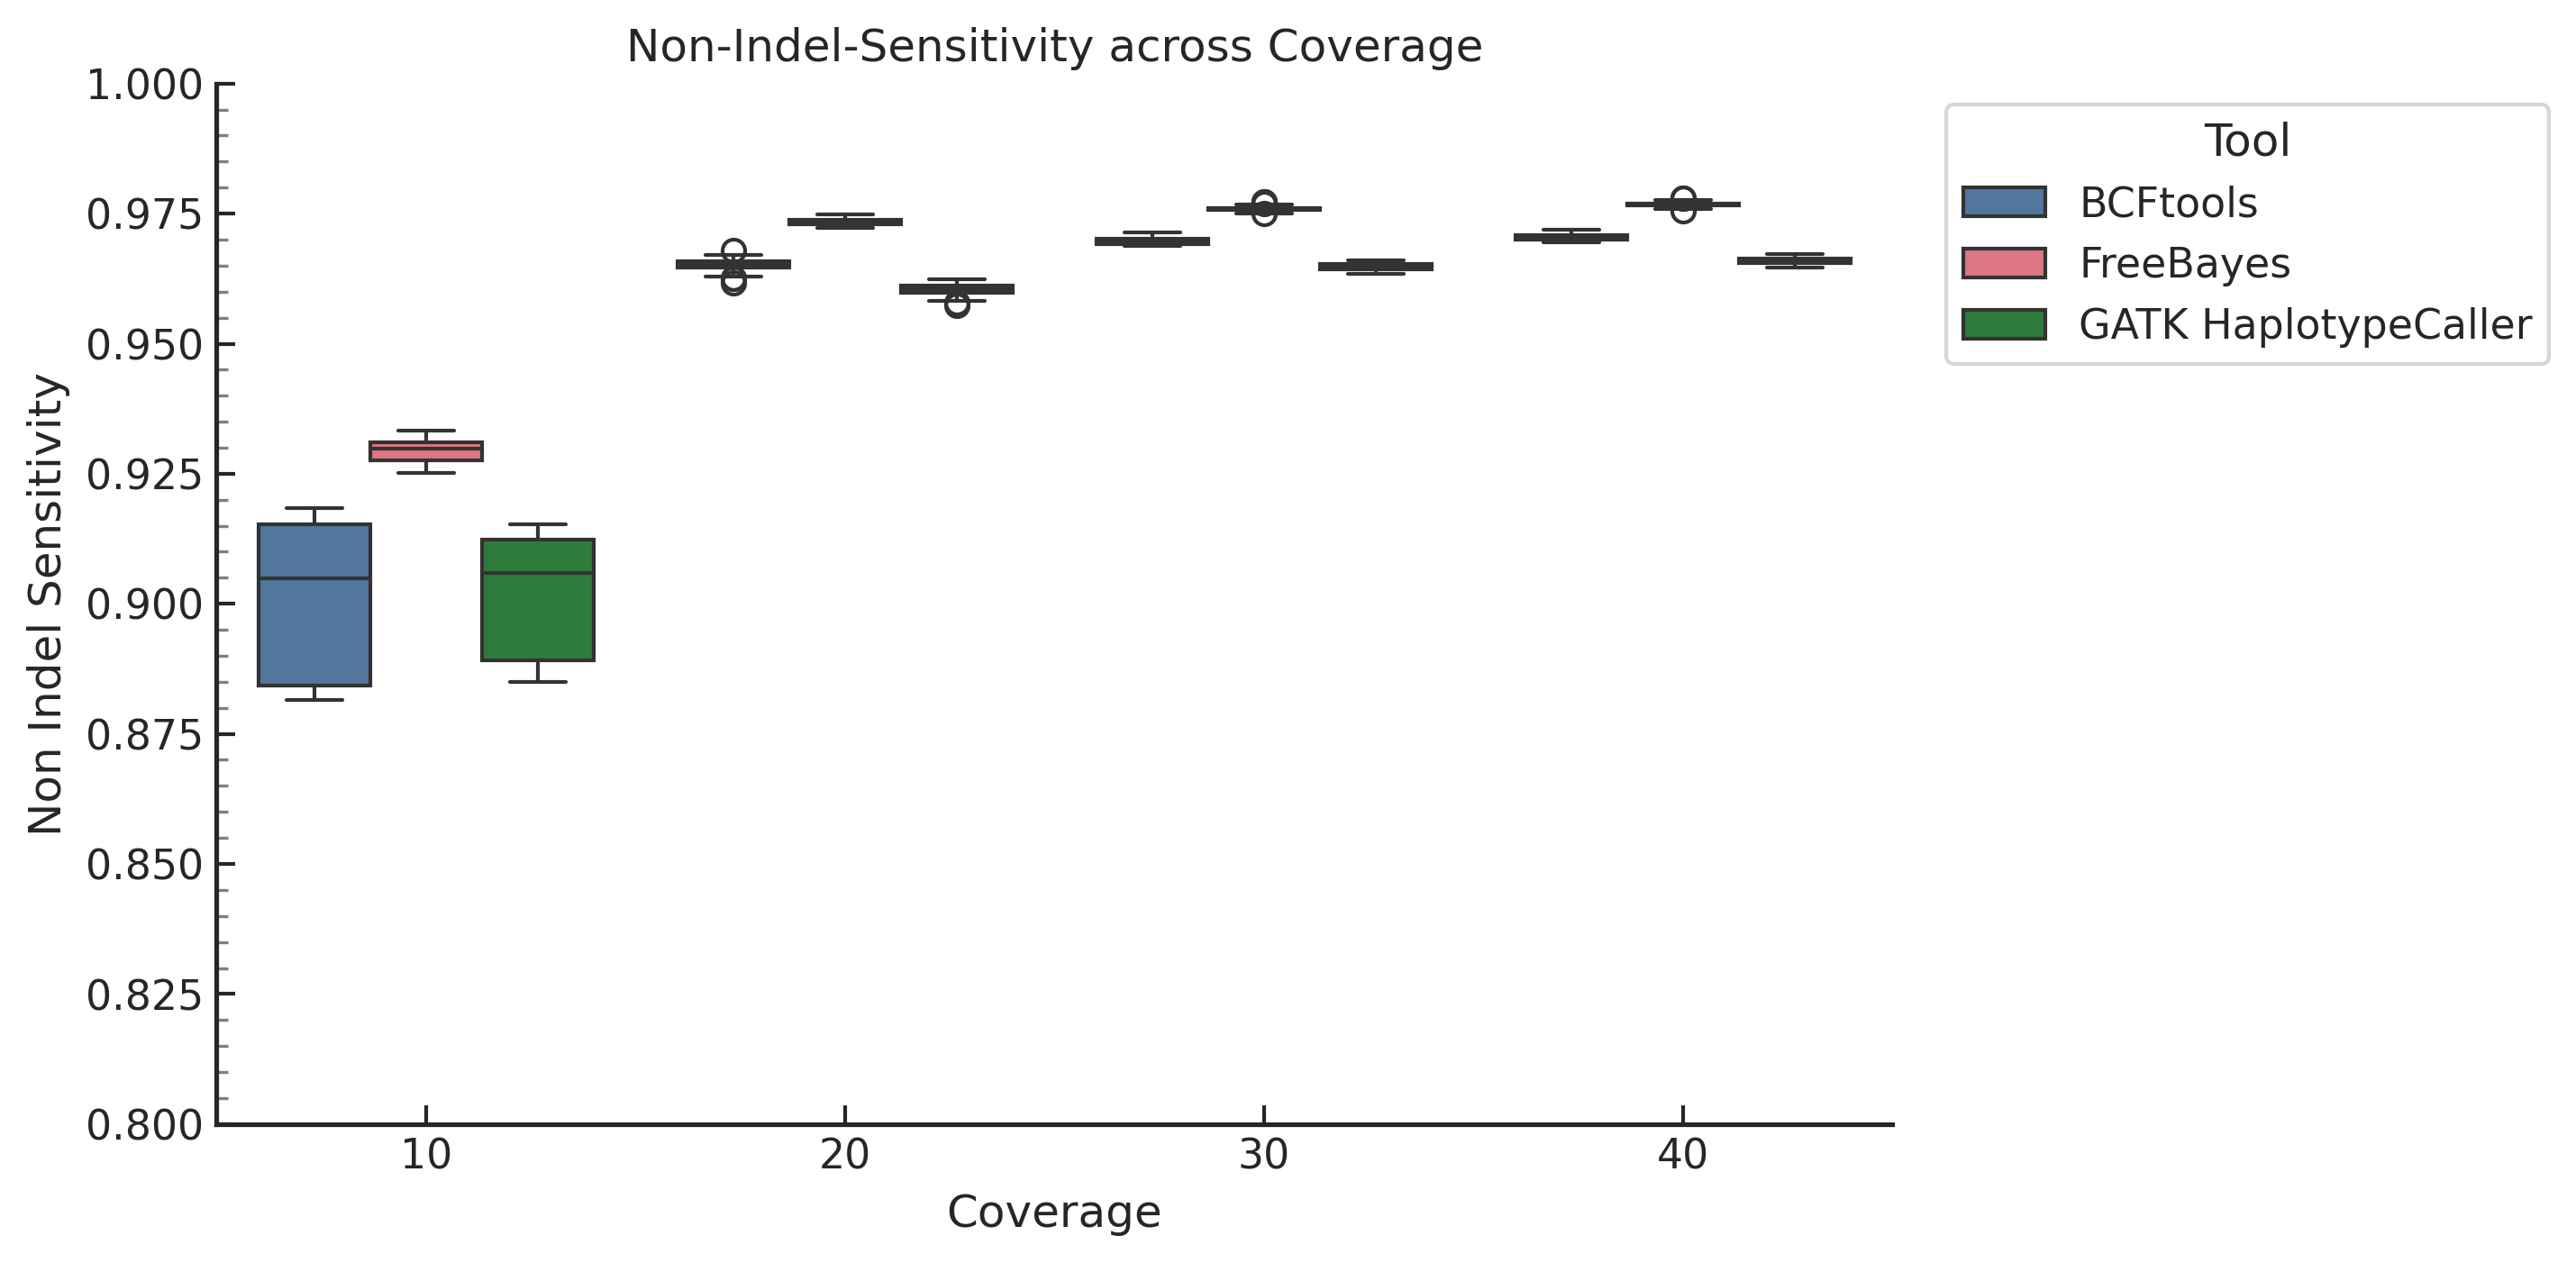 Non-Indel-Sensitivity across Coverage
1.000
0.975
0.950
0.925
0.900
0.875
0.850
0.825
0.800
Non Indel Sensitivity
10 20 30 40
Coverage
Tool
BCFtools
FreeBayes
GATK HaplotypeCaller